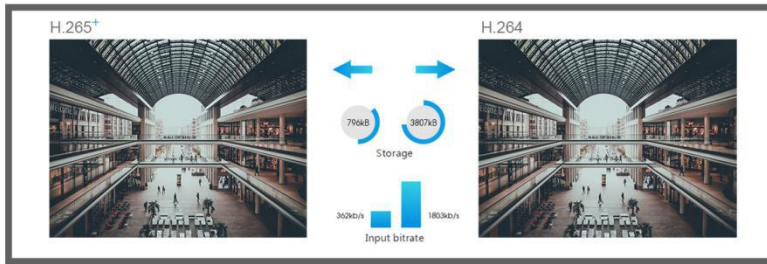 H.265+
H.264
796kB
3807kB
Storage
362kb/s
1803kb/s
Input bitrate